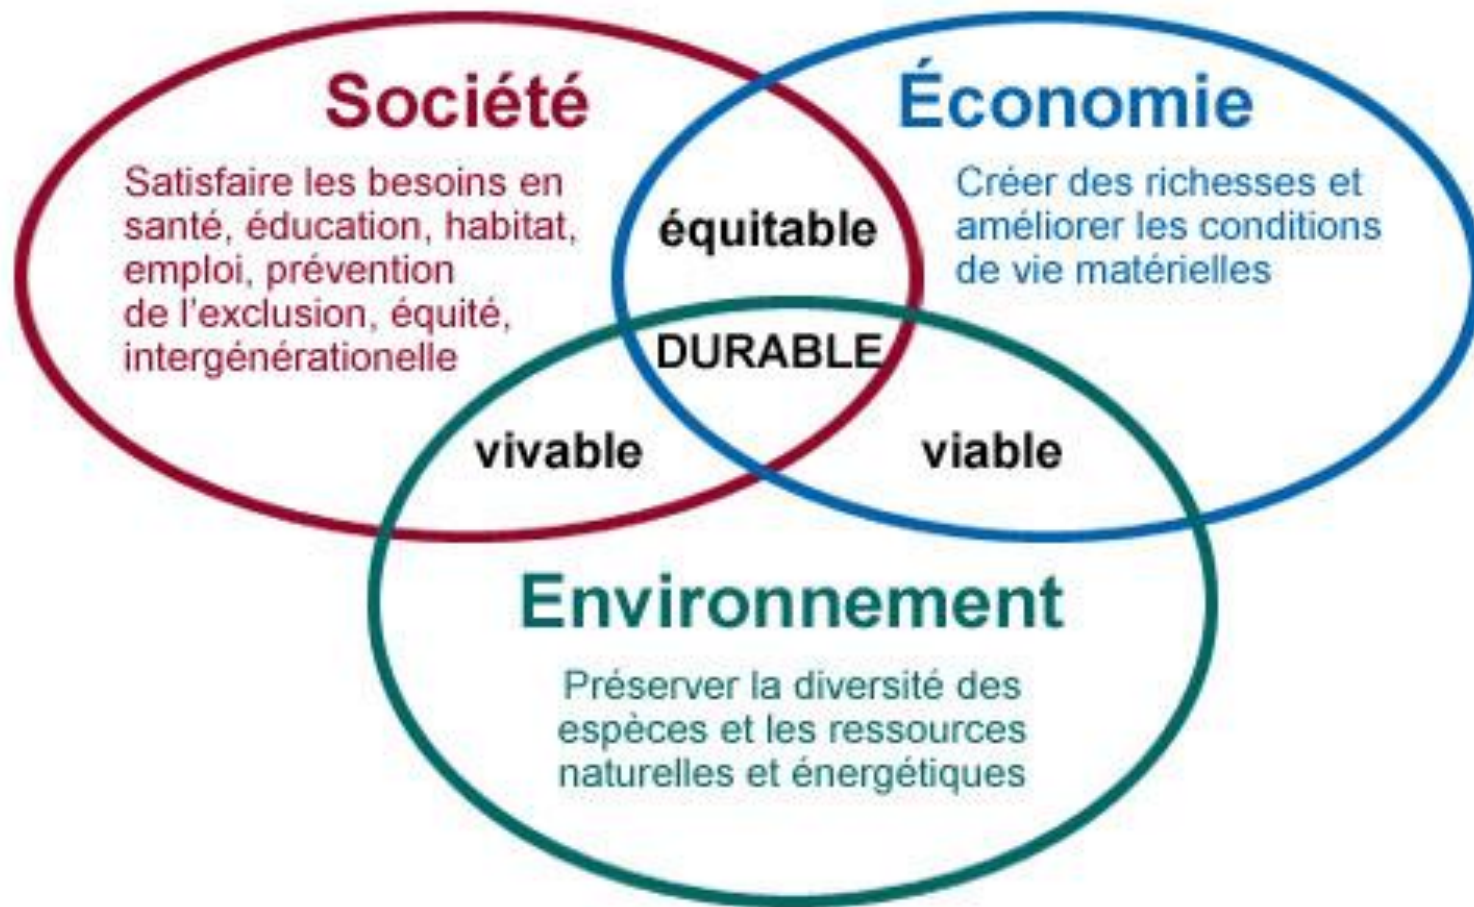 Société
Satisfaire les besoins en
santé, éducation, habitat,
emploi, prévention
de l'exclusion, équité,
intergénérationelle
Économie
Créer des richesses et
améliorer les conditions
de vie matérielles
équitable
DURABLE
vivable
viable
Environnement
Préserver la diversité des
espèces et les ressources
naturelles et énergétiques